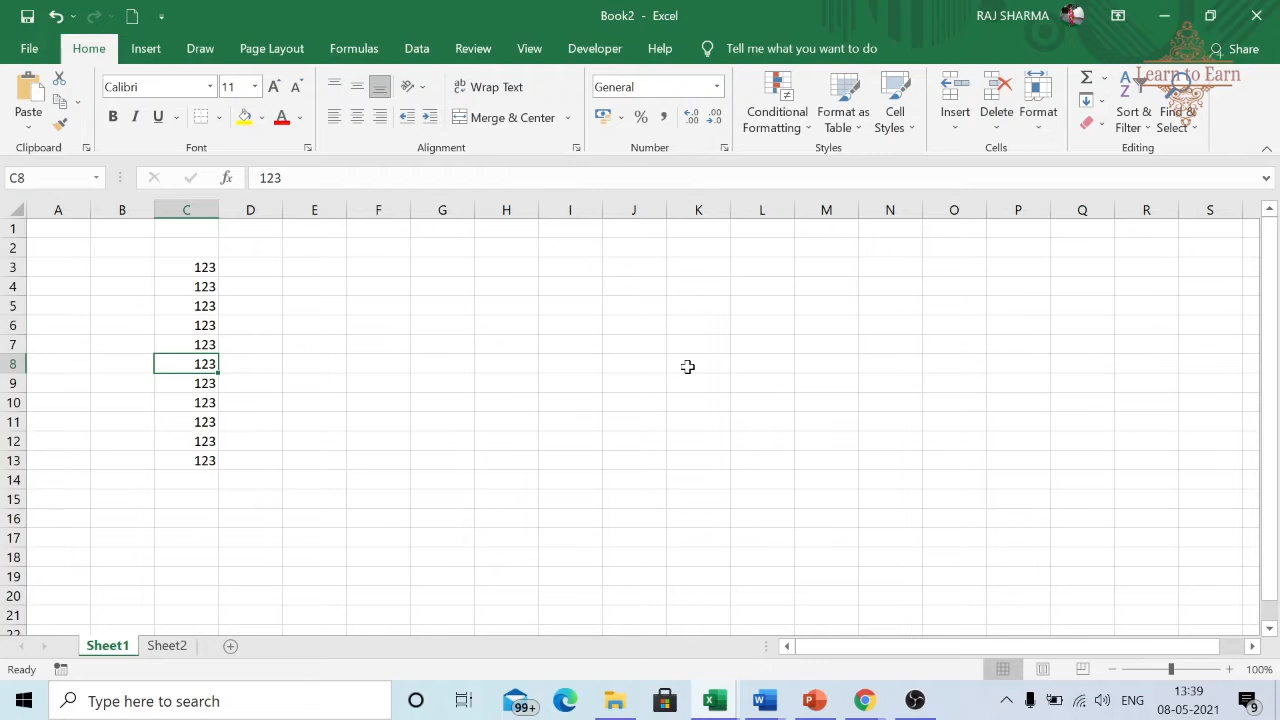 Book2 - Excel
RAJ SHARMA
File Home Insert Draw Page Layout Formulas Data Review View Developer Help Tell me what you want to do Share
Learn to Earn
Paste
Calibri 11
B I U
ab Wrap Text
Merge & Center
General
Conditional Formatting
Format as Table
Cell Styles
Insert Delete Format
Sort & Filter
Find & Select
Clipboard Font Alignment Number Styles Cells Editing
C8 fx 123
A B C D E F G H I J K L M N O P Q R S
1
2
3 123
4 123
5 123
6 123
7 123
8 123
9 123
10 123
11 123
12 123
13 123
14
15
16
17
18
19
20
21
22
Sheet1 Sheet2
Ready 100%
Type here to search
99+
ENG
13:39
08-05-2021
9